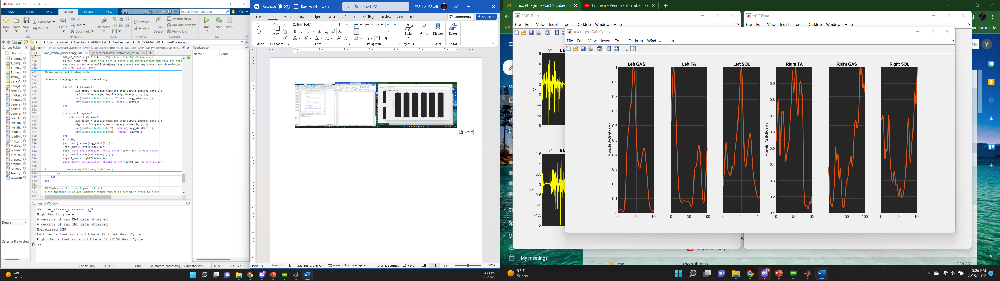 MATLAB R2021b - academic use
HOME PLOTS APPS EDITOR PUBLISH VIEW
Search Documentation
Yash
New Open Save Compare Print
Go To Find Bookmark
Refactor
Profiler Analyze
Run Section
Section Break
Run and Advance
Run to End
Run Step Stop
FILE NAVIGATE CODE ANALYZE SECTION RUN
C: Users mhask Desktop AMBER Lab AxoFeedback DELSYS-MATLAB Live-Processing
Current Folder
Na... Git
1_emg...
1_emg...
1_imu_...
1_imu_...
1max_...
data_A...
data_A...
EMG_P...
findGa...
findMa...
genera...
genera...
genera...
heelStr...
live_str...
live_str...
loadE...
loadIM...
max_v...
MaxVo...
normal...
plotTri...
prepro...
prepro...
remov...
Teensy...
tester.m
Details
Select a file to view
Editor - C:\Users\mhask\Desktop\AMBER Lab\AxoFeedback\DELSYS-MATLAB\Live-Processing\live_stre...
+1 live_stream_processing_3.m generateMaxVolContraction_V1.m
487 max_ch_order = [1,2,3,4,5,6];%[1,3,5,6,2,4];%[1,2,3,4,6,5];
488 no_max_flag = 0; %set this to 0 if there's no corresponding max file for this
489 emg_step_struct = normalizeEMG(emg_step_struct,max_emg_struct,max_ch_order,no_
490 disp("Normalized EMG")
491 %% Averaging and finding peaks
492
493 ch_num = size(emg_step_struct.channel,2);
494
495 for ch = 1:ch_num/2
496 avg_dataL = squeeze(mean(emg_step_struct.interpL.data,2));
497 leftT = linspace(0,100,size(avg_dataL(ch,:),2));
498 set(plotHandlesGaits(ch), 'Ydata', avg_dataL(ch,:));
499 set(plotHandlesGaits(ch), 'Xdata', leftT);
500 end
501
502 for ch = 1:ch_num/2
503 ch2 = ch + ch_num/2;
504 avg_dataR = squeeze(mean(emg_step_struct.interpR.data,2));
505 rightT = linspace(0,100,size(avg_dataR(ch,:),2));
506 set(plotHandlesGaits(ch2), 'Ydata', avg_dataR(ch,:));
507 set(plotHandlesGaits(ch2), 'Xdata', rightT);
508 end
509 er = 10;
510 [~, index] = max(avg_dataL(2,:));
511 leftT_max = leftT(index)+er;
512 disp("Left leg actuation should be at"+leftT_max+"% Gait Cycle")
513 [~, index] = max(avg_dataR(1,:));
514 rightT_max = rightT(index)+er;
515 disp("Right leg actuation should be at"+rightT_max+"% Gait Cycle")
516
517 % TeensyCom(leftT_max,rightT_max);
518 end
519 end
520 end
521
522 %% Implement the close figure callback
523 %This function is called whenever either figure is closed in order to close
524
Command Window
>> live_stream_processing_3
High Sampling rate
6 seconds of raw EMG data obtained
6 seconds of raw IMU data obtained
Normalized EMG
Left leg actuation should be at17.1854% Gait Cycle
Right leg actuation should be at64.2213% Gait Cycle
fx >>
Zoom: 80% UTF-8 CRLF live_stream_processing_3 / updatePlots Ln 512 Col 77
Workspace
Name Value
93°F
Sunny
AutoSave Off Document1 - Word Search (Alt+Q) YASH MHASKAR
File Home Insert Draw Design Layout References Mailings Review View Help Comments Share
Paste
Calibri (Body) 11
Styles Editing Dictate Editor
Undo Clipboard Font Paragraph Styles Voice Editor
(Ctrl)
Page 1 of 1 0 words Text Predictions: On Accessibility: Investigate Display Settings Focus 100%
5:26 PM
8/15/2022
Inbox (4) - ymhaskar@ucsd.edu Eminem - Venom - YouTube
her bookmarks
iego Y
EMG Data
File Edit View Insert Tools Desktop Window Help
×10-4 EM
6
4
2
0
-2
-4
-6
-8
V
×10-4 EM
1.5
1
0.5
0
-0.5
-1
-1.5
-2
V
ACC Data
File Edit View Insert Tools Desktop Window Help
Averaged Gait Cycles
File Edit View Insert Tools Desktop Window Help
Left GAS Left TA Left SOL Right TA Right GAS Right SOL
Muscle Activity (V)
1
0.9
0.8
0.7
0.6
0.5
0.4
0.3
0.2
0.1
0
Muscle Activity (V)
1
0.9
0.8
0.7
0.6
0.5
0.4
0.3
0.2
0.1
0 50 100 0 50 100 0 50 100 0 50 100 0 50 100 0 50 100
image001.png
My meetings
me (no subject) 12:04 AM
93°F
Sunny
5:26 PM
8/15/2022
4